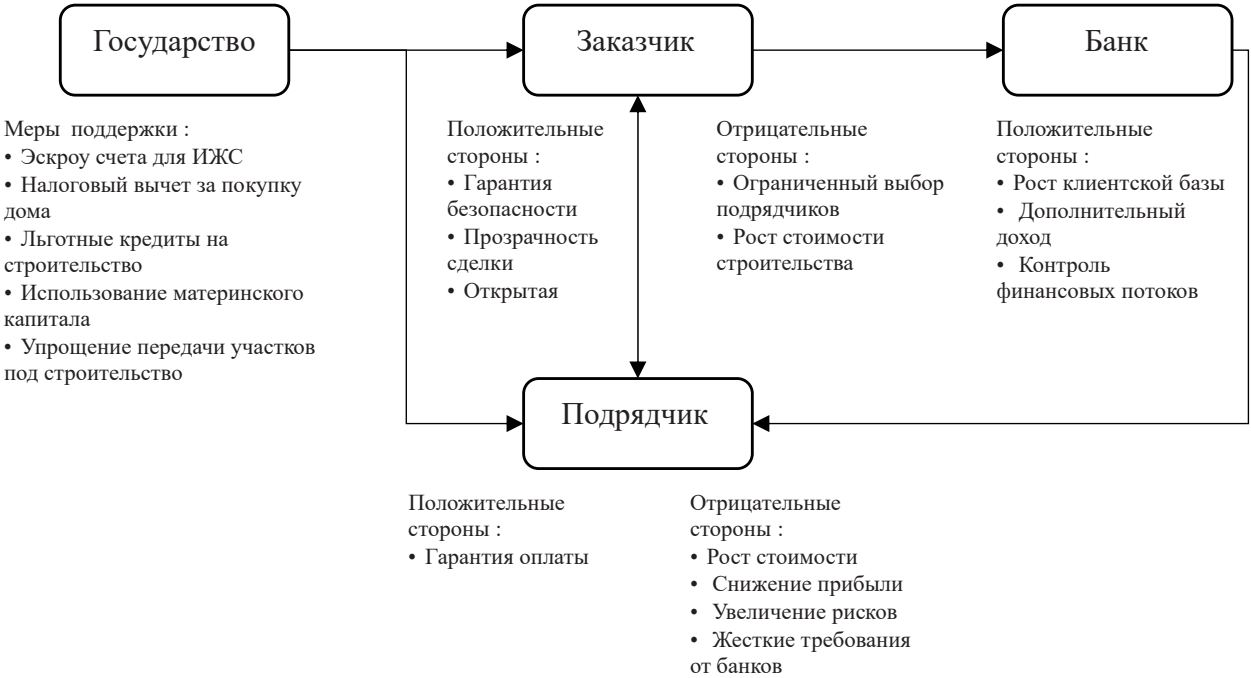 Государство
Заказчик
Банк
Меры поддержки :
• Эскроу счета для ИЖС
• Налоговый вычет за покупку
дома
• Льготные кредиты на
строительство
• Использование материнского
капитала
• Упрощение передачи участков
под строительство
Положительные
стороны :
• Гарантия
безопасности
• Прозрачность
сделки
• Открытая
Отрицательные
стороны :
• Ограниченный выбор
подрядчиков
• Рост стоимости
строительства
Положительные
стороны :
• Рост клиентской базы
• Дополнительный
доход
• Контроль
финансовых потоков
Подрядчик
Положительные
стороны :
• Гарантия оплаты
Отрицательные
стороны :
• Рост стоимости
• Снижение прибыли
• Увеличение рисков
• Жесткие требования
от банков